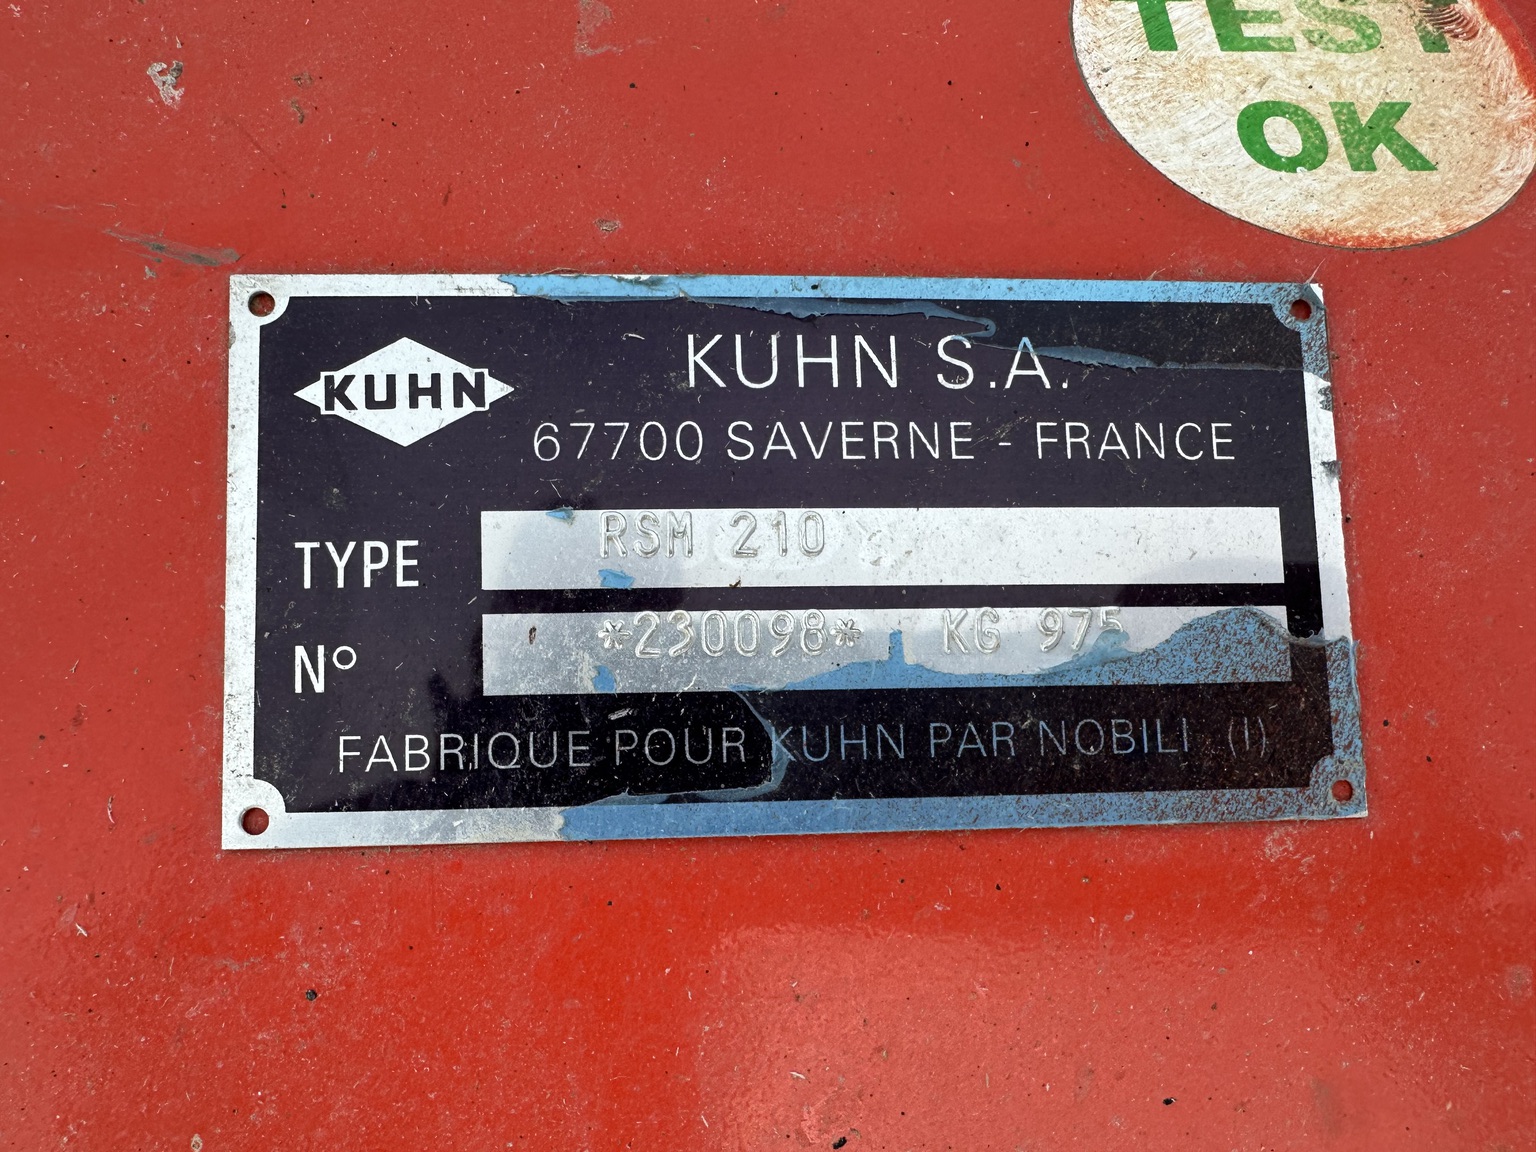 TEST
OK
KUHN
KUHN S.A.
67700 SAVERNE - FRANCE
TYPE RSM 210
N° *230098* KG 975
FABRIQUE POUR KUHN PAR NOBILI (I)